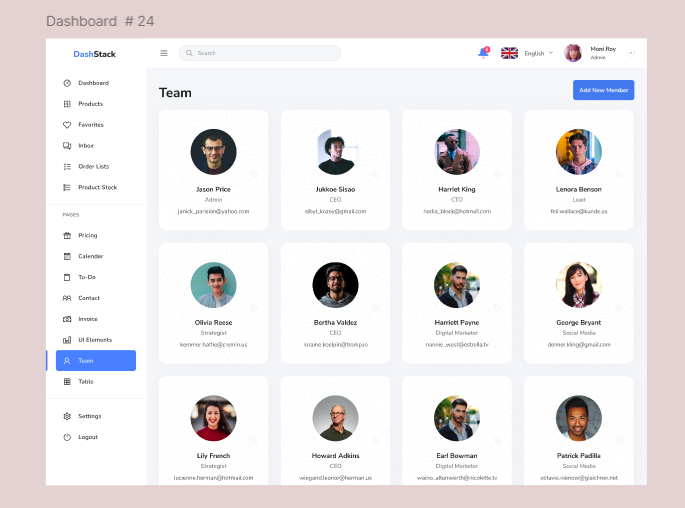 Dashboard # 24
DashStack
Search
English
Moni Roy
Admin
Dashboard
Products
Favorites
Inbox
Order Lists
Product Stock
PAGES
Pricing
Calender
To-Do
Contact
Invoice
UI Elements
Team
Table
Settings
Logout
Team
Add New Member
Jason Price
Admin
janick_parisian@yahoo.com
Jukkoe Sisao
CEO
sibyl_kozey@gmail.com
Harriet King
CTO
nadia_block@hotmail.com
Lenora Benson
Lead
feil.wallace@kunde.us
Olivia Reese
Strategist
kemmer.hattie@cremin.us
Bertha Valdez
CEO
loraine.koelpin@tromp.io
Harriett Payne
Digital Marketer
nannie_west@estrella.tv
George Bryant
Social Media
delmer.kling@gmail.com
Lily French
Strategist
lucienne.herman@hotmail.com
Howard Adkins
CEO
wiegand.leonor@herman.us
Earl Bowman
Digital Marketer
waino_altenwerth@nicolette.tv
Patrick Padilla
Social Media
octavia.nienow@gleichner.net